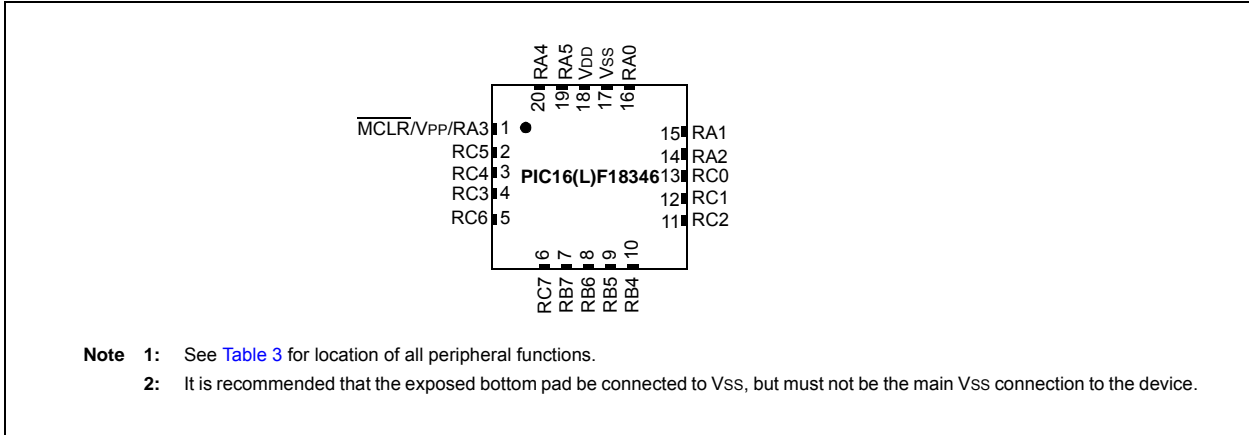 RA4 RA5 VDD VSS RA0
20 19 18 17 16
MCLR/VPP/RA3 1
RC5 2
RC4 3
RC3 4
RC6 5
PIC16(L)F18346
15 RA1
14 RA2
13 RC0
12 RC1
11 RC2
6 7 8 9 10
RC7 RB7 RB6 RB5 RB4
Note 1: See Table 3 for location of all peripheral functions.
2: It is recommended that the exposed bottom pad be connected to VSS, but must not be the main VSS connection to the device.